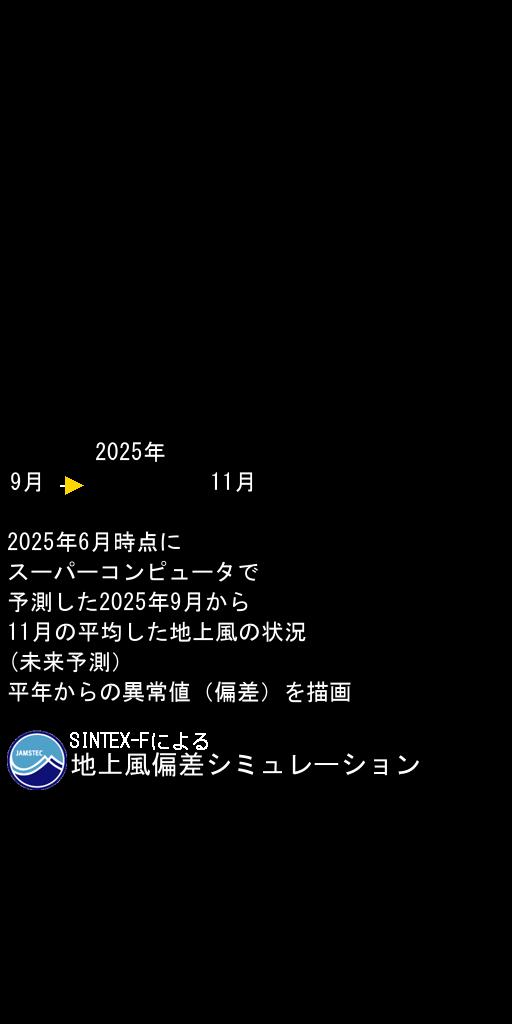 2025年
9月 11月
2025年6月時点に
スーパーコンピュータで
予測した2025年9月から
11月の平均した地上風の状況
(未来予測)
平年からの異常値（偏差）を描画
SINTEX-Fによる
JAMSTEC
地上風偏差シミュレーション